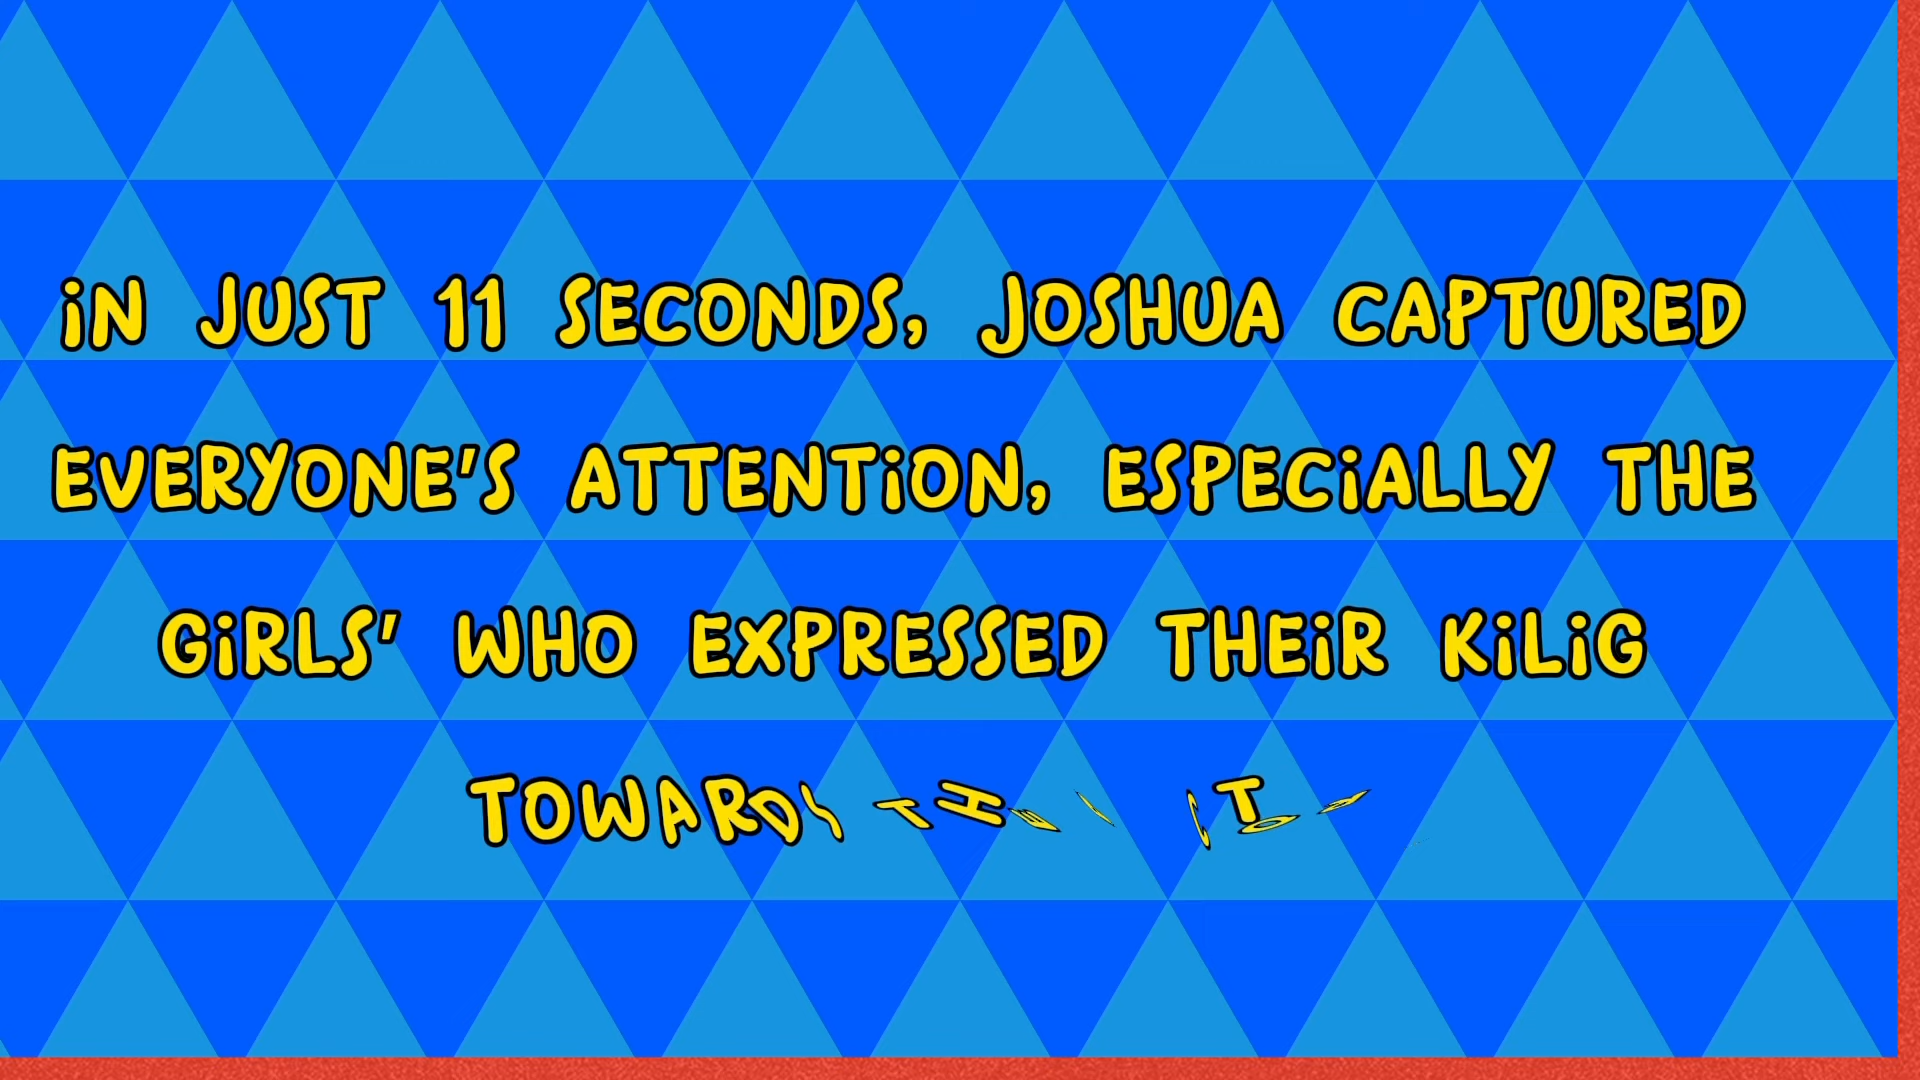 iN JUST 11 SECONDS, JOSHUA CAPTURED
EVERYONE'S ATTENTiON, ESPECiALLY THE
GiRLS' WHO EXPRESSED THEiR KiLiG
TOWARDS